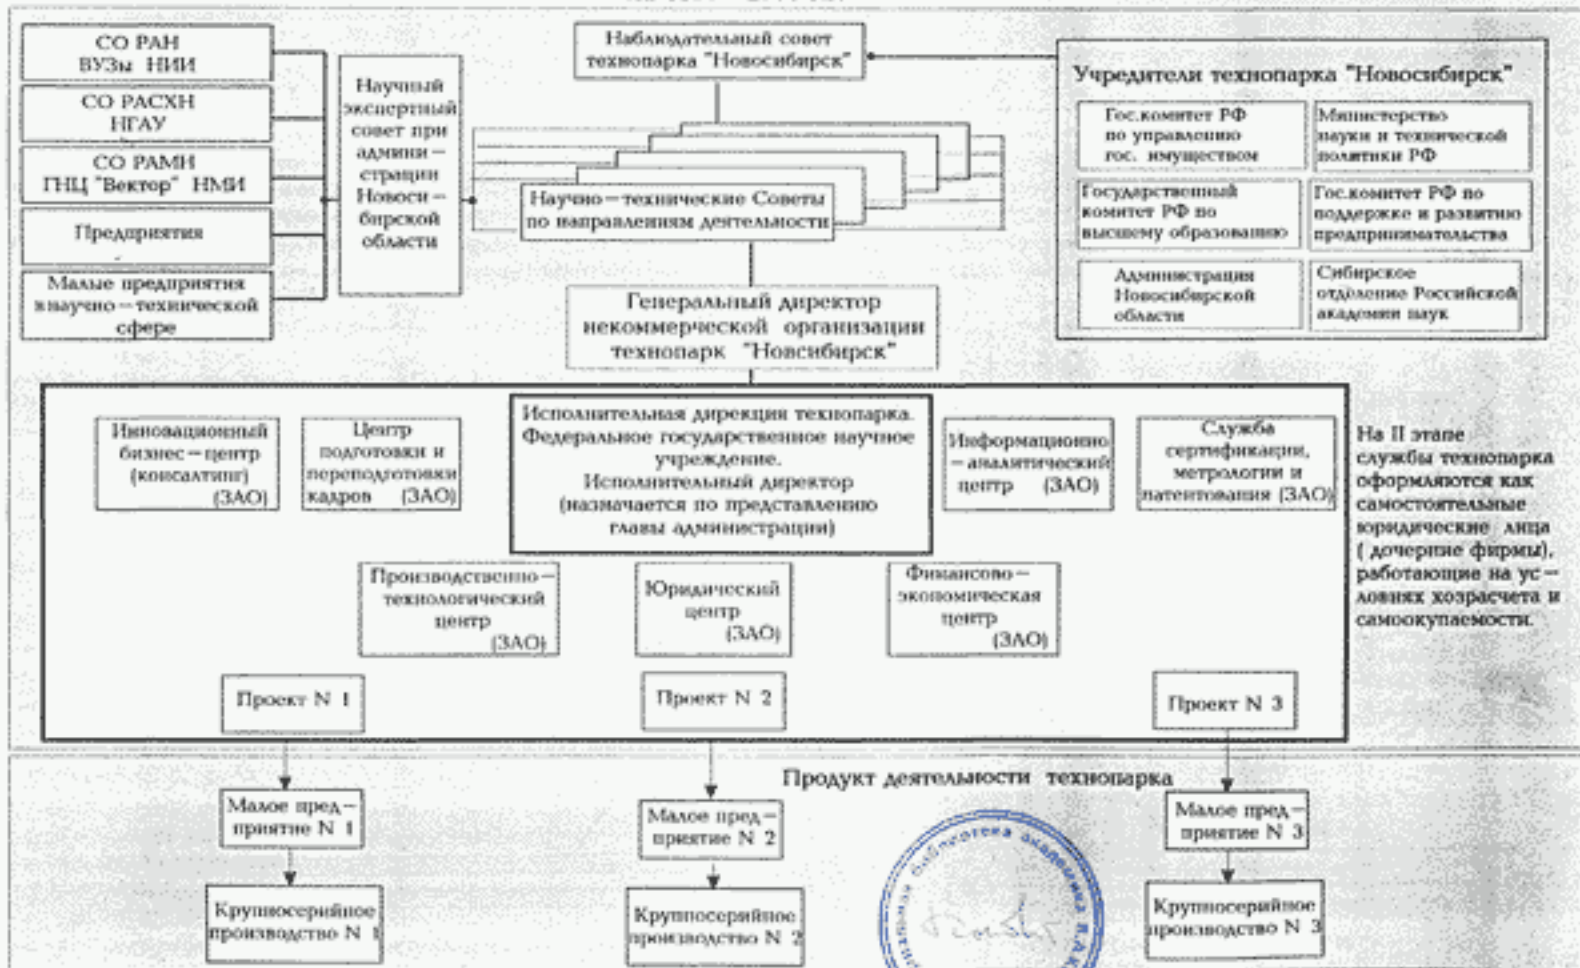 СО РАН
ВУЗы НИИ
СО РАСХН
НГАУ
СО РАМН
ГНЦ "Вектор" НМИ
Предприятия
Малые предприятия
в научно-технической
сфере
Научный
экспертный
совет при
админи-
страции
Новоси-
бирской
области
Наблюдательный совет
технопарка "Новосибирск"
Научно-технические Советы
по направлениям деятельности
Генеральный директор
некоммерческой организации
технопарк "Новсибирск"
Учредители технопарка "Новосибирск"
Гос.комитет РФ
по управлению
гос. имуществом
Министерство
науки и технической
политики РФ
Государственный
комитет РФ по
высшему образованию
Гос.комитет РФ по
поддержке и развитию
предпринимательства
Администрация
Новосибирской
области
Сибирское
отделение Российской
академии наук
Инновационный
бизнес-центр
(консалтинг)
(ЗАО)
Центр
подготовки и
переподготовки
кадров (ЗАО)
Исполнительная дирекция технопарка.
Федеральное государственное научное
учреждение.
Исполнительный директор
(назначается по представлению
главы администрации)
Информационно
-аналитический
центр (ЗАО)
Служба
сертификации,
метрологии и
патентования (ЗАО)
На II этапе
службы технопарка
оформляются как
самостоятельные
юридические лица
( дочерние фирмы),
работающие на ус-
ловиях хозрасчета и
самоокупаемости.
Производственно-
технологический
центр
(ЗАО)
Юридический
центр
(ЗАО)
Финансово-
экономическая
центр
(ЗАО)
Проект N 1
Проект N 2
Проект N 3
Продукт деятельности технопарка
Малое пред-
приятие N 1
Малое пред-
приятие N 2
Малое пред-
приятие N 3
Крупносерийное
производство N 1
Крупносерийное
производство N 2
Крупносерийное
производство N 3
библиотека академика